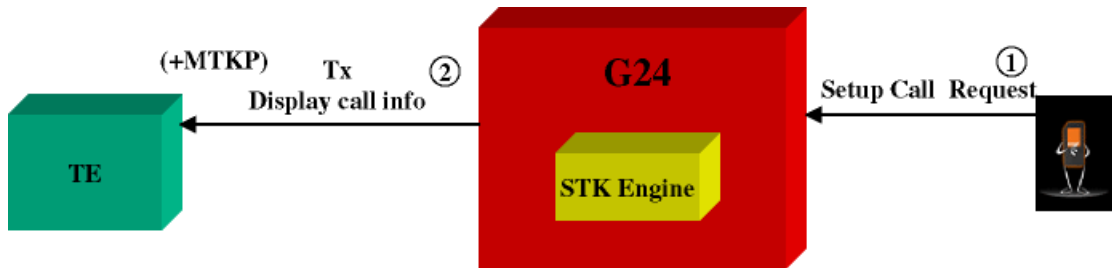 (+MTKP)
Tx
②
Display call info
TE
G24
STK Engine
①
Setup Call Request